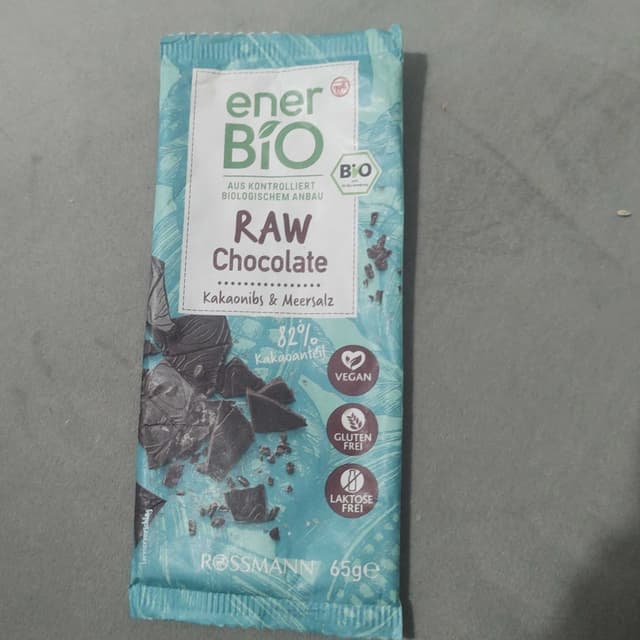 ener
BiO
AUS KONTROLLIERT
BIOLOGISCHEM ANBAU
BiO
RAW
Chocolate
Kakaonibs & Meersalz
82%
Kakaoanteil
VEGAN
GLUTEN
FREI
LAKTOSE
FREI
ROSSMANN 65g℮